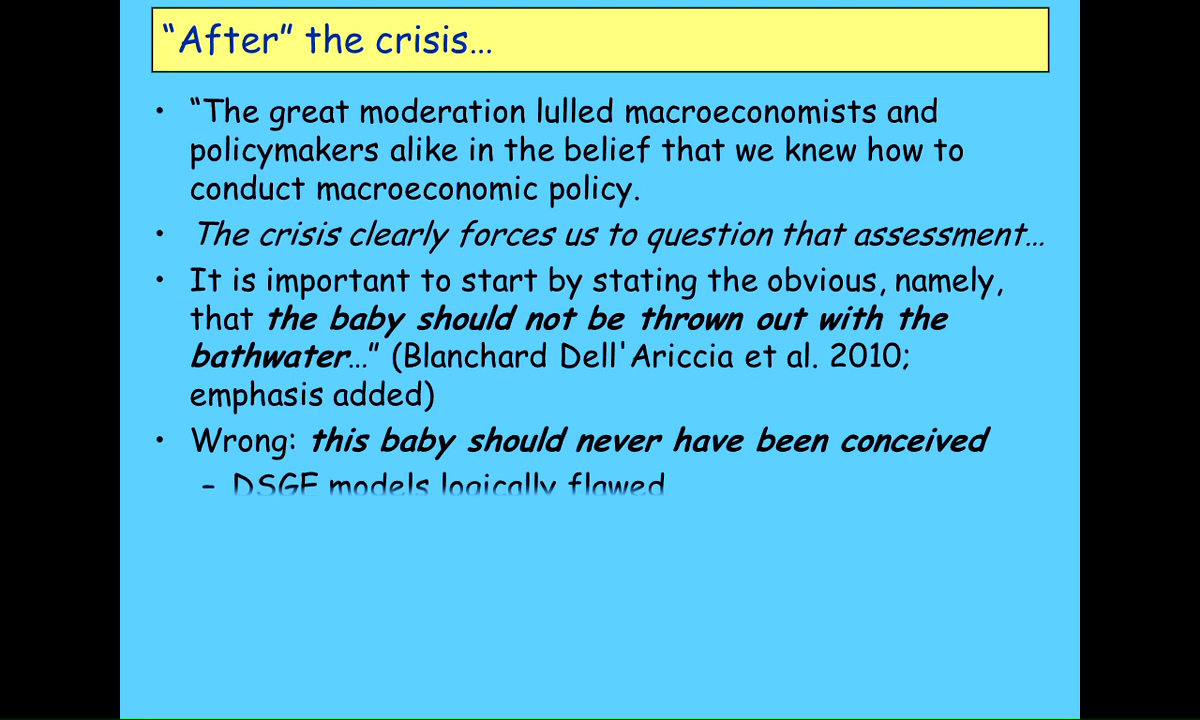 “After” the crisis…
• “The great moderation lulled macroeconomists and
policymakers alike in the belief that we knew how to
conduct macroeconomic policy.
• The crisis clearly forces us to question that assessment…
• It is important to start by stating the obvious, namely,
that the baby should not be thrown out with the
bathwater…” (Blanchard Dell'Ariccia et al. 2010;
emphasis added)
• Wrong: this baby should never have been conceived
– DSGE models logically flawed